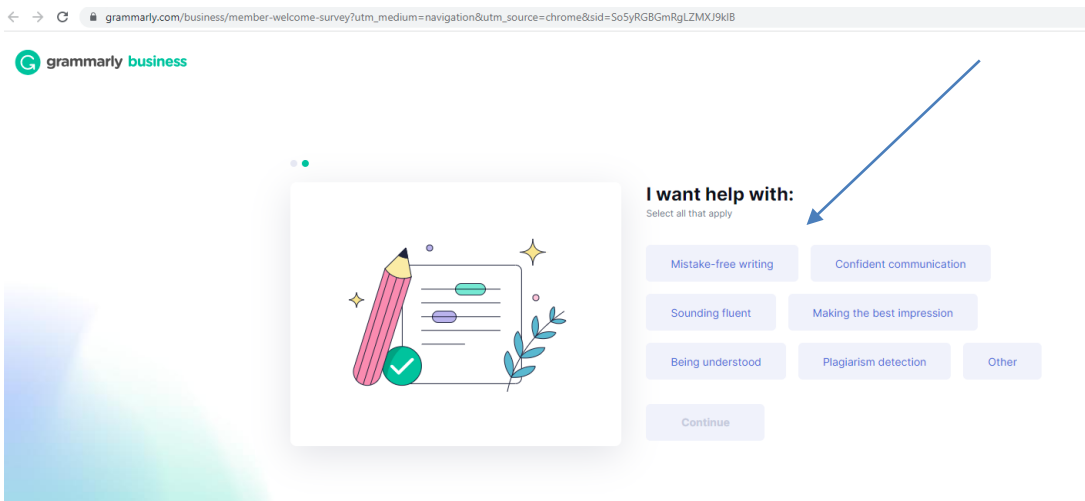 grammarly.com/business/member-welcome-survey?utm_medium=navigation&utm_source=chrome&sid=So5yRGBGmRgLZMXJ9kIB
grammarly business
I want help with:
Select all that apply
Mistake-free writing Confident communication
Sounding fluent Making the best impression
Being understood Plagiarism detection Other
Continue